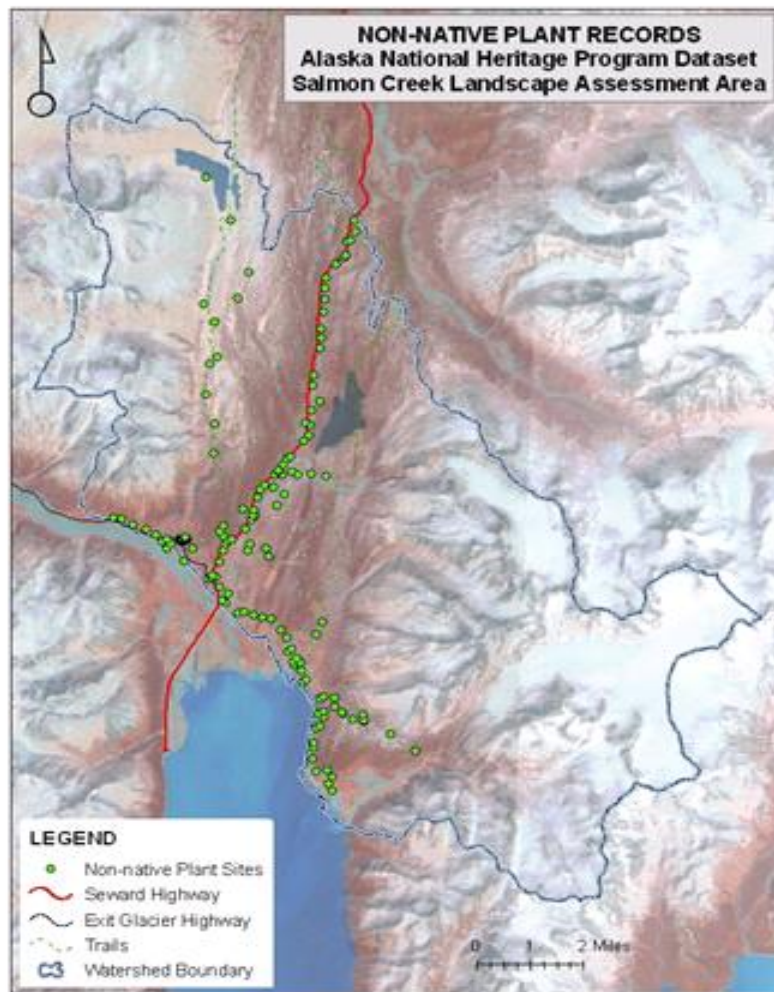 NON-NATIVE PLANT RECORDS
Alaska National Heritage Program Dataset
Salmon Creek Landscape Assessment Area
LEGEND
Non-native Plant Sites
Seward Highway
Exit Glacier Highway
Trails
Watershed Boundary
0 1 2 Miles